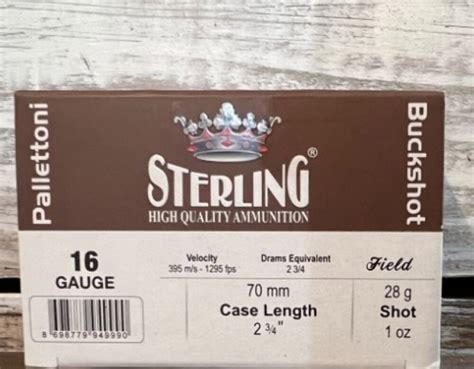 Pallettoni
STERLING®
HIGH QUALITY AMMUNITION
Buckshot
16
GAUGE
8 698779 949990
Velocity
395 m/s - 1295 fps
Drams Equivalent
2 3/4
70 mm
Case Length
2 ¾"
Field
28 g
Shot
1 oz